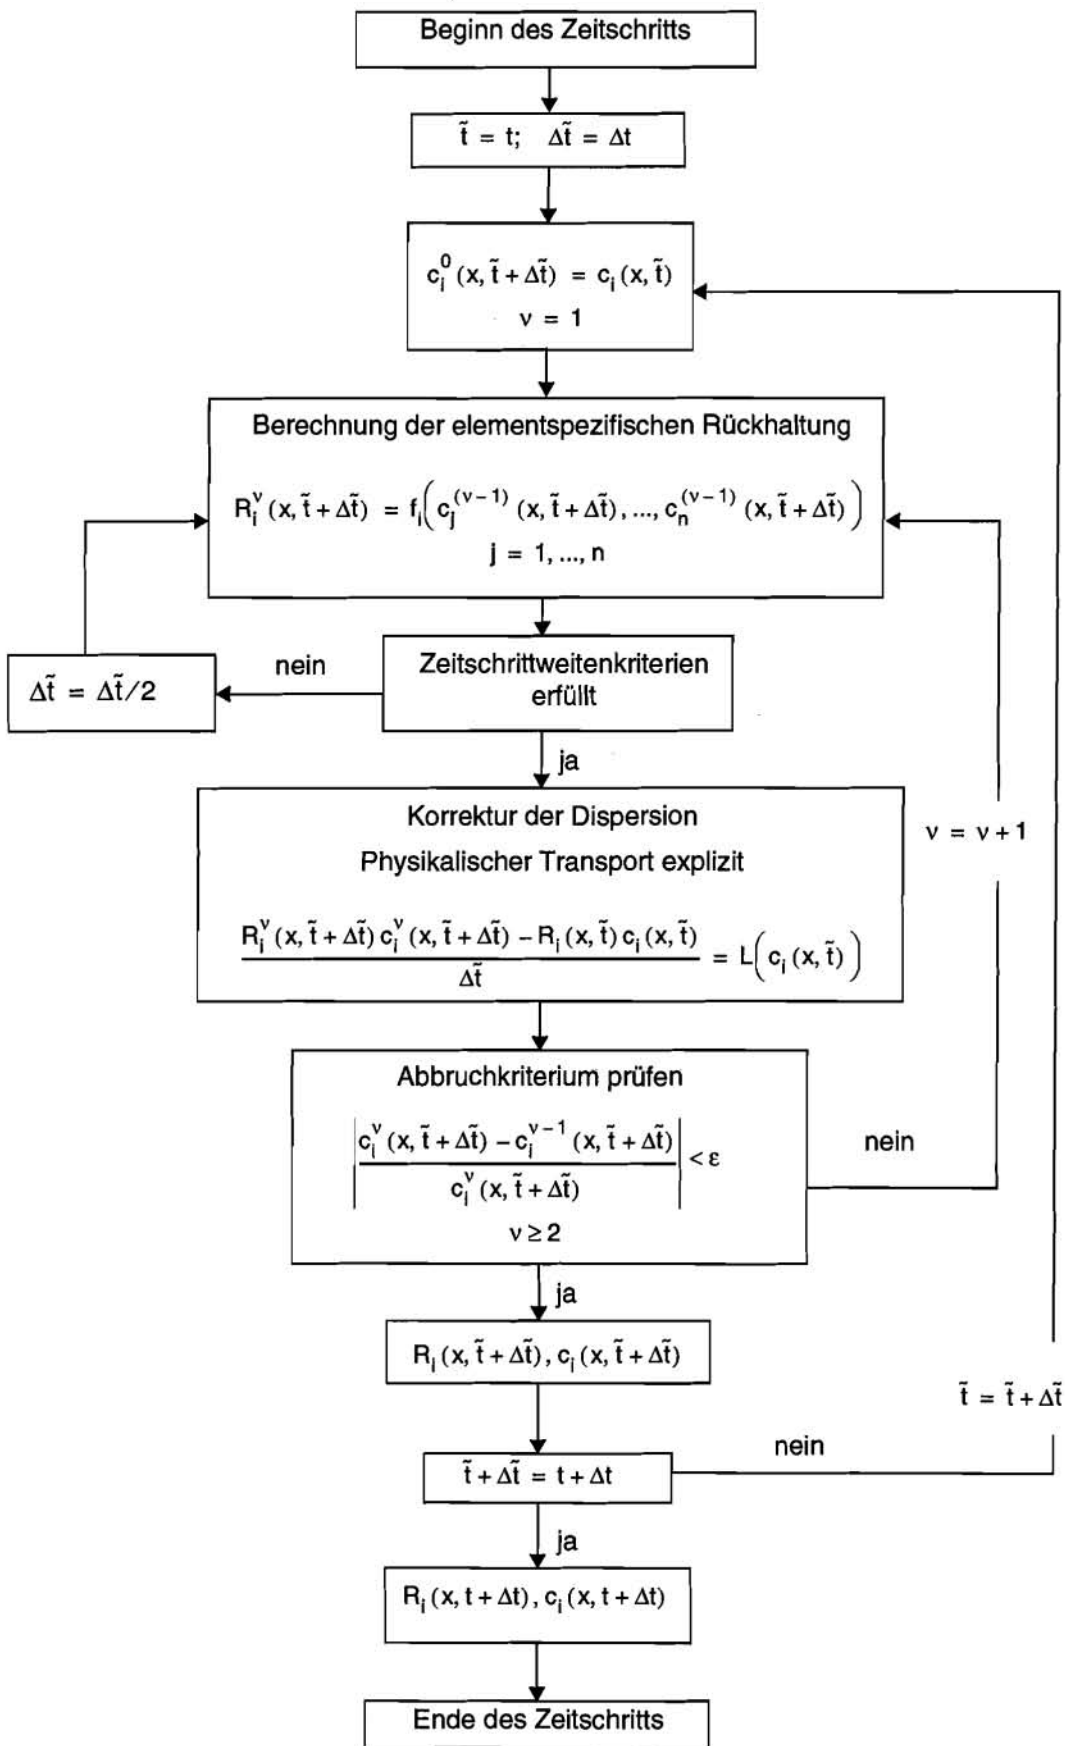 Beginn des Zeitschritts
t̃ = t; Δt̃ = Δt
c_i^0 (x, t̃ + Δt̃) = c_i (x, t̃)
ν = 1
Berechnung der elementspezifischen Rückhaltung
R_i^ν (x, t̃ + Δt̃) = f_i( c_j^(ν − 1) (x, t̃ + Δt̃) , ..., c_n^(ν − 1) (x, t̃ + Δt̃) )
j = 1, ..., n
Zeitschrittweitenkriterien
erfüllt
nein
Δt̃ = Δt̃/2
ja
Korrektur der Dispersion
Physikalischer Transport explizit
(R_i^ν (x, t̃ + Δt̃) c_i^ν (x, t̃ + Δt̃) − R_i (x, t̃) c_i (x, t̃)) / Δt̃ = L( c_i (x, t̃) )
ν = ν + 1
Abbruchkriterium prüfen
| (c_i^ν (x, t̃ + Δt̃) − c_i^(ν − 1) (x, t̃ + Δt̃)) / c_i^ν (x, t̃ + Δt̃) | < ε
ν ≥ 2
nein
ja
R_i (x, t̃ + Δt̃) , c_i (x, t̃ + Δt̃)
t̃ = t̃ + Δt̃
nein
t̃ + Δt̃ = t + Δt
ja
R_i (x, t + Δt) , c_i (x, t + Δt)
Ende des Zeitschritts